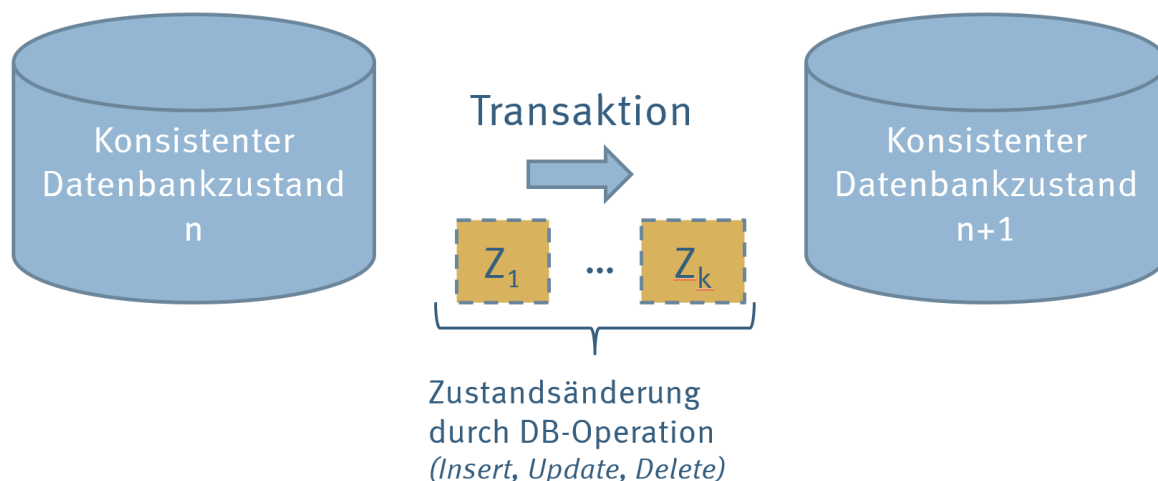 Konsistenter
Datenbankzustand
n
Transaktion
Z₁ ... Zₖ
Zustandsänderung
durch DB-Operation
(Insert, Update, Delete)
Konsistenter
Datenbankzustand
n+1